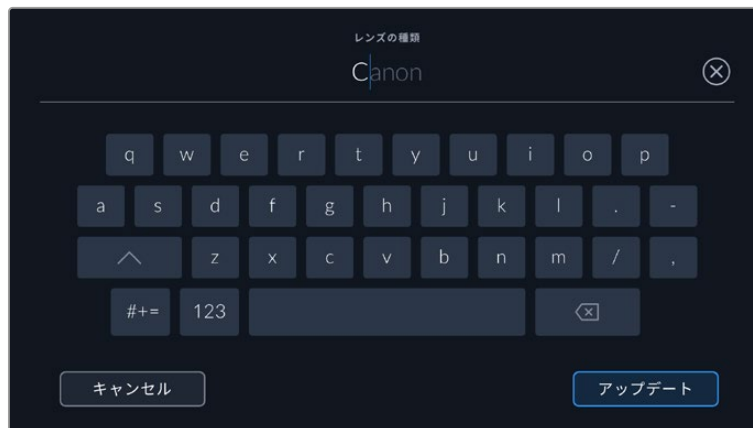 レンズの種類
Canon
q w e r t y u i o p
a s d f g h j k l . -
z x c v b n m / ,
#+= 123
キャンセル アップデート